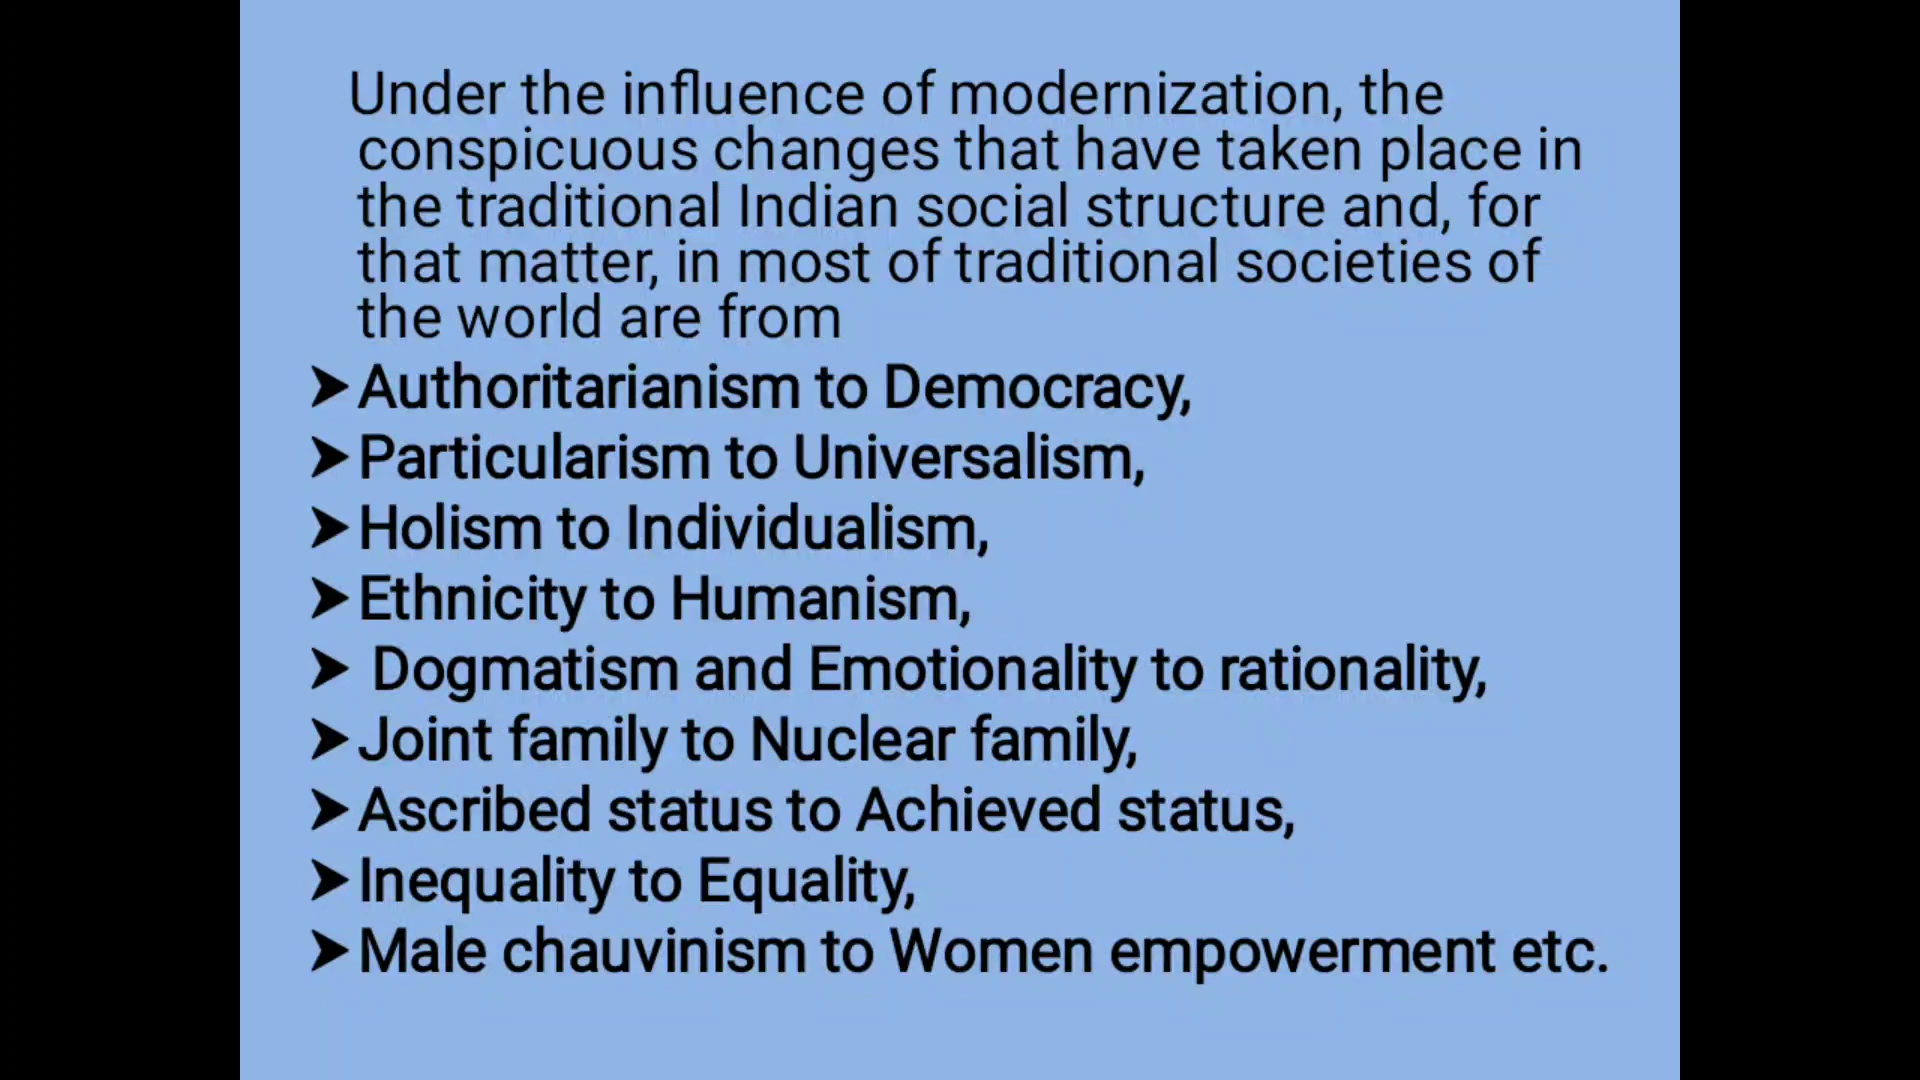 Under the influence of modernization, the
conspicuous changes that have taken place in
the traditional Indian social structure and, for
that matter, in most of traditional societies of
the world are from
➤Authoritarianism to Democracy,
➤Particularism to Universalism,
➤Holism to Individualism,
➤Ethnicity to Humanism,
➤ Dogmatism and Emotionality to rationality,
➤Joint family to Nuclear family,
➤Ascribed status to Achieved status,
➤Inequality to Equality,
➤Male chauvinism to Women empowerment etc.